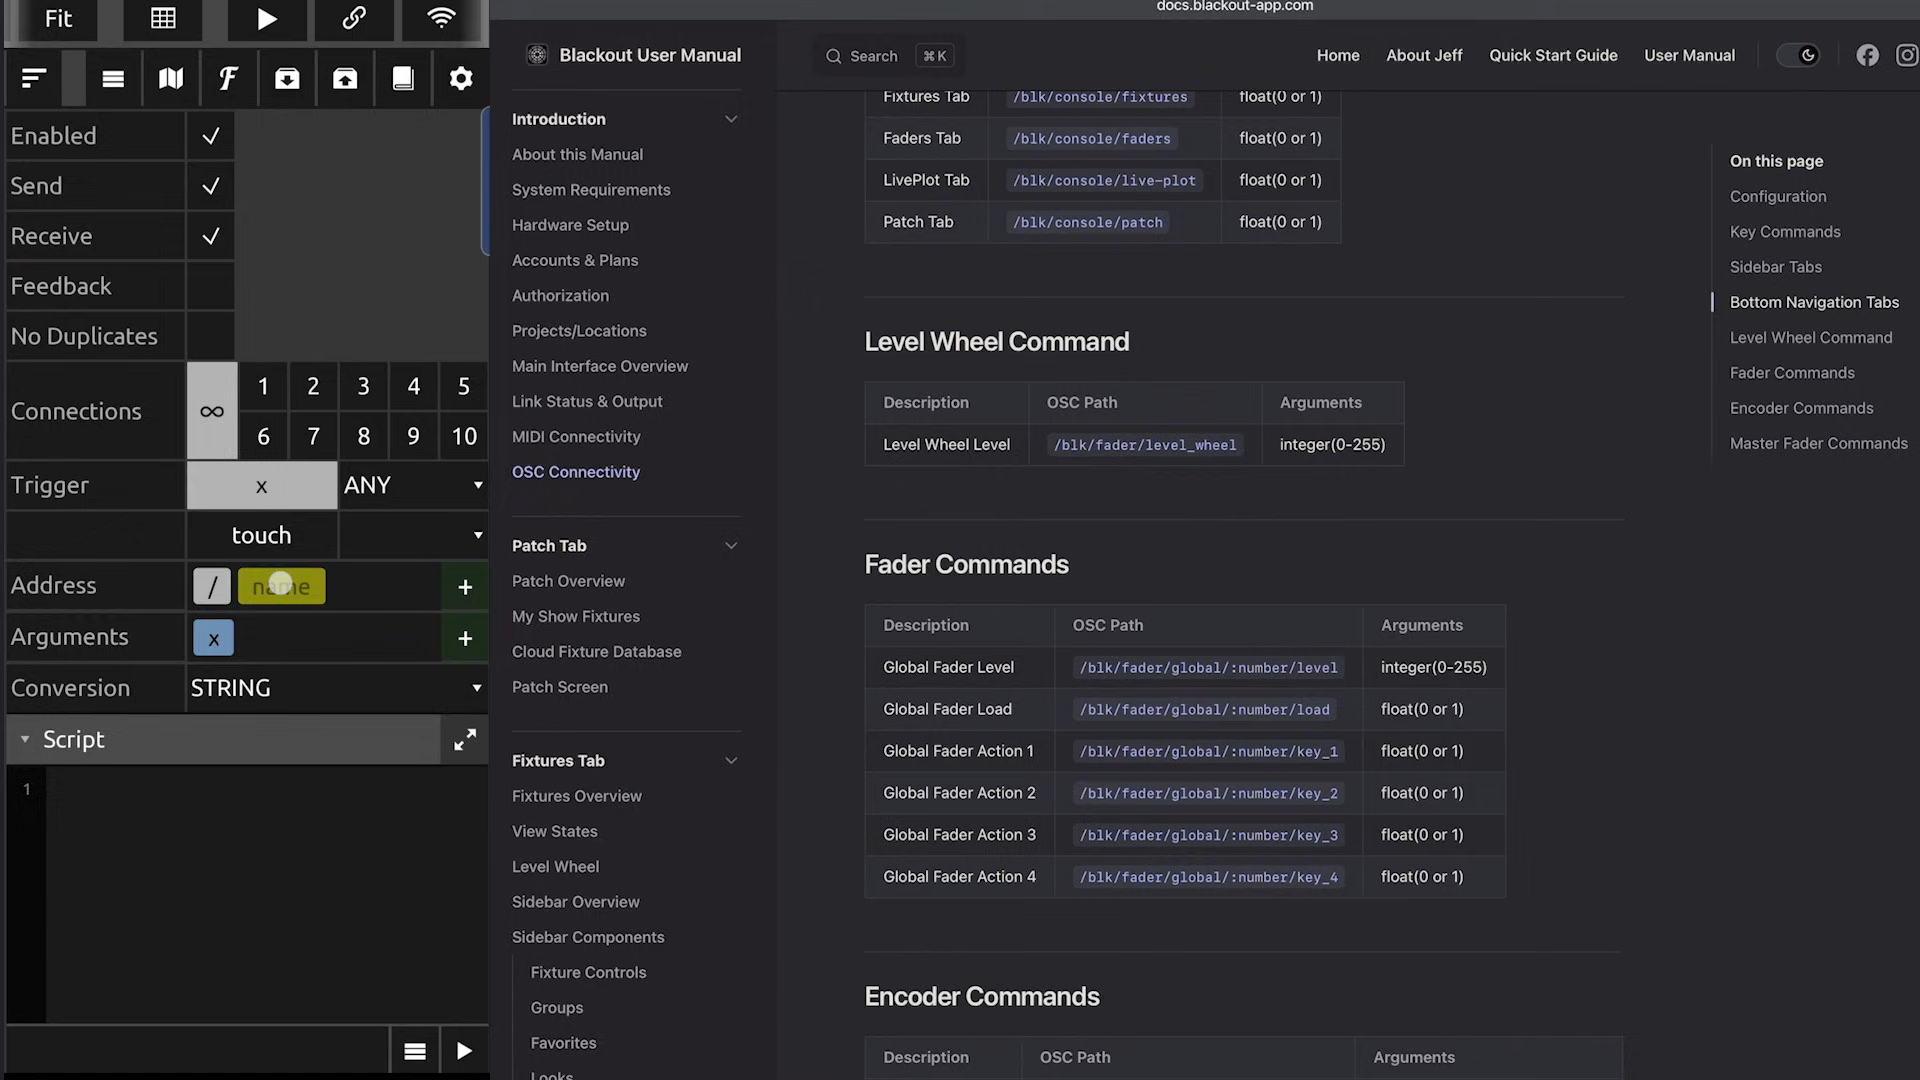 docs.blackout-app.com
Fit
Enabled ✓
Send ✓
Receive ✓
Feedback
No Duplicates
Connections ∞ 1 2 3 4 5
6 7 8 9 10
Trigger x ANY
touch
Address / name +
Arguments x +
Conversion STRING
Script
1
Blackout User Manual
Search ⌘K
Home About Jeff Quick Start Guide User Manual
Introduction
About this Manual
System Requirements
Hardware Setup
Accounts & Plans
Authorization
Projects/Locations
Main Interface Overview
Link Status & Output
MIDI Connectivity
OSC Connectivity
Patch Tab
Patch Overview
My Show Fixtures
Cloud Fixture Database
Patch Screen
Fixtures Tab
Fixtures Overview
View States
Level Wheel
Sidebar Overview
Sidebar Components
Fixture Controls
Groups
Favorites
Looks
Fixtures Tab /blk/console/fixtures float(0 or 1)
Faders Tab /blk/console/faders float(0 or 1)
LivePlot Tab /blk/console/live-plot float(0 or 1)
Patch Tab /blk/console/patch float(0 or 1)
Level Wheel Command
Description OSC Path Arguments
Level Wheel Level /blk/fader/level_wheel integer(0-255)
Fader Commands
Description OSC Path Arguments
Global Fader Level /blk/fader/global/:number/level integer(0-255)
Global Fader Load /blk/fader/global/:number/load float(0 or 1)
Global Fader Action 1 /blk/fader/global/:number/key_1 float(0 or 1)
Global Fader Action 2 /blk/fader/global/:number/key_2 float(0 or 1)
Global Fader Action 3 /blk/fader/global/:number/key_3 float(0 or 1)
Global Fader Action 4 /blk/fader/global/:number/key_4 float(0 or 1)
Encoder Commands
Description OSC Path Arguments
On this page
Configuration
Key Commands
Sidebar Tabs
Bottom Navigation Tabs
Level Wheel Command
Fader Commands
Encoder Commands
Master Fader Commands